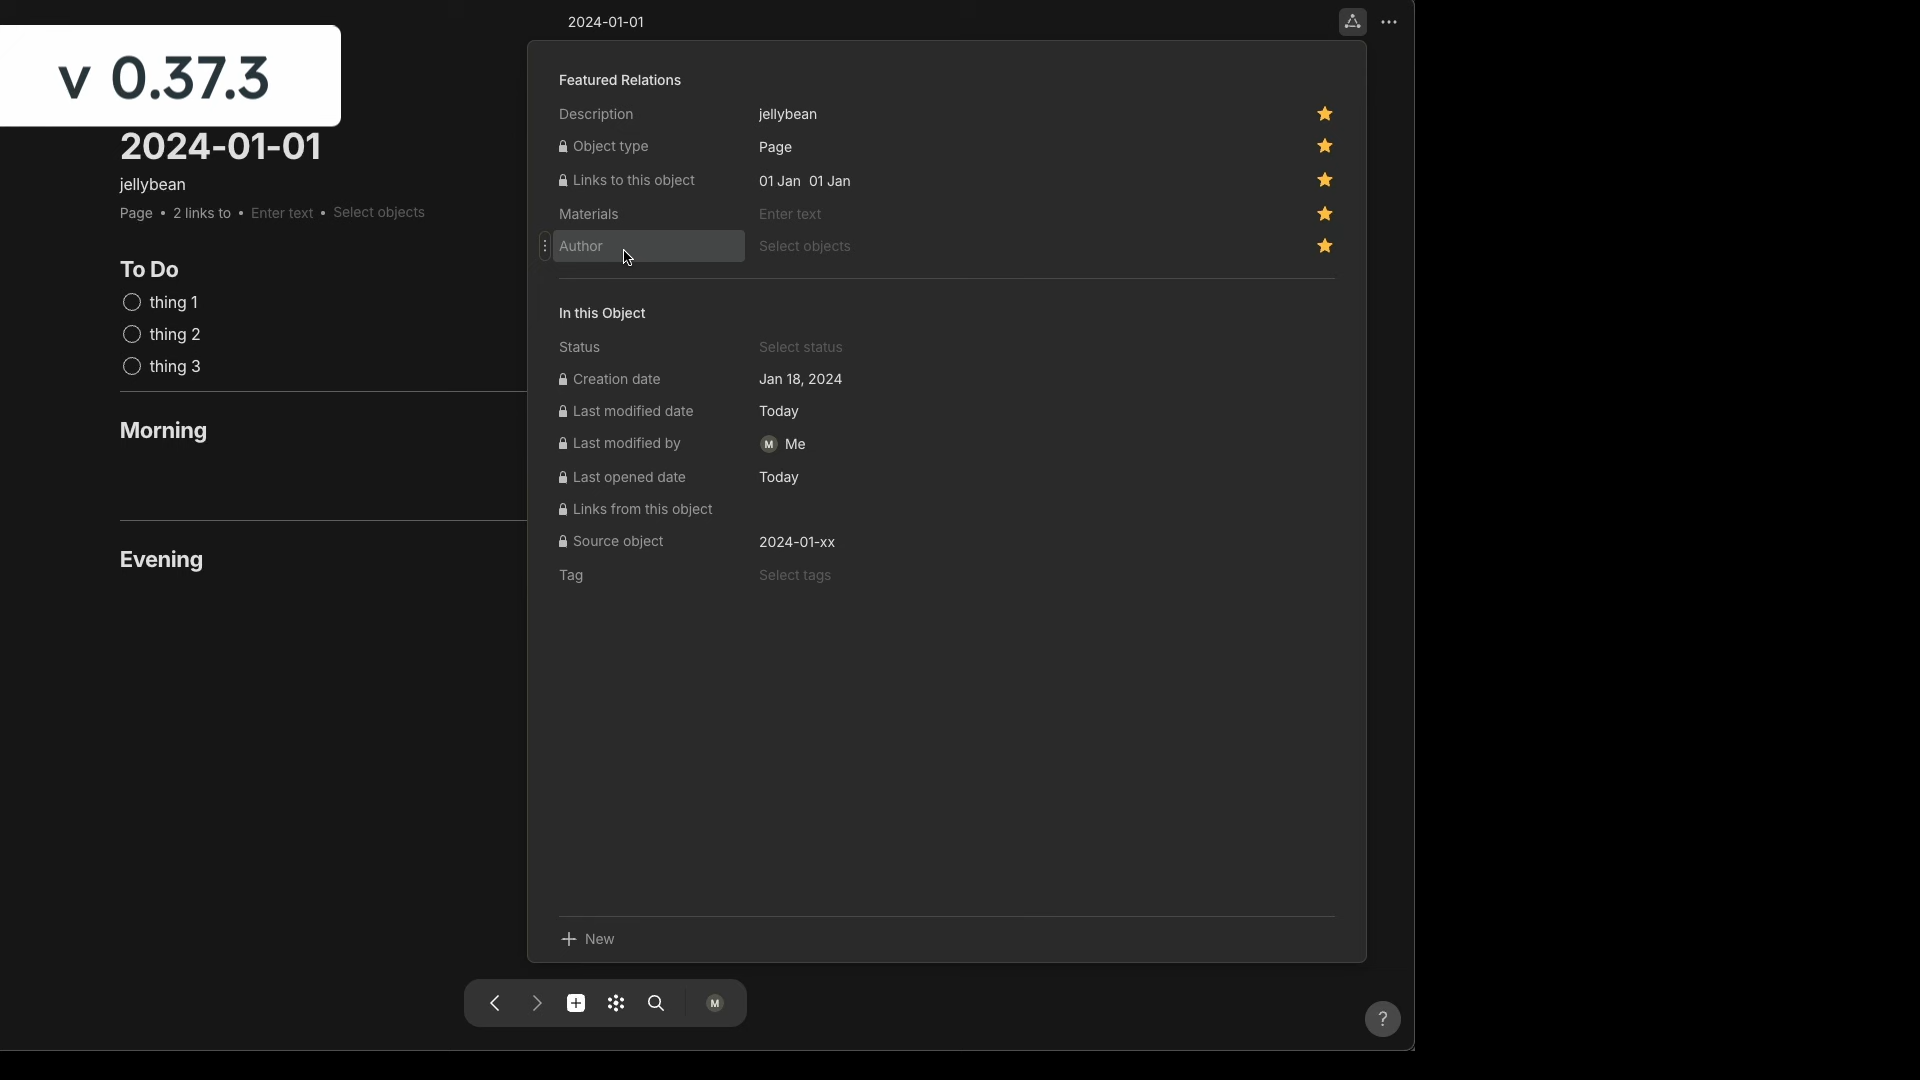 2024-01-01
v 0.37.3
2024-01-01
jellybean
Page • 2 links to • Enter text • Select objects
To Do
thing 1
thing 2
thing 3
Morning
Evening
Featured Relations
Description jellybean
Object type Page
Links to this object 01 Jan 01 Jan
Materials Enter text
Author Select objects
In this Object
Status Select status
Creation date Jan 18, 2024
Last modified date Today
Last modified by M Me
Last opened date Today
Links from this object
Source object 2024-01-xx
Tag Select tags
+ New
M
?